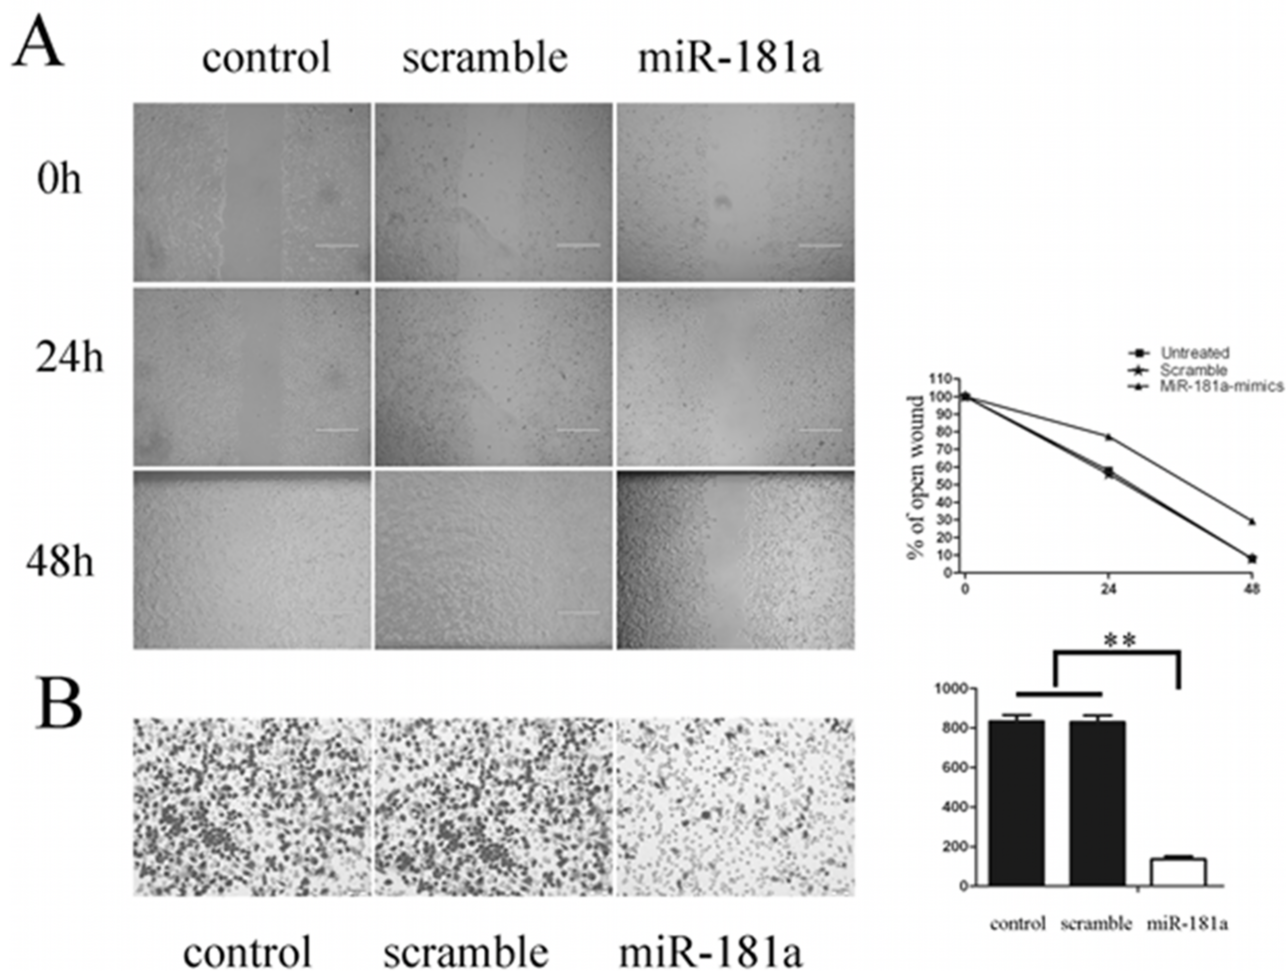 A
control scramble miR-181a
0h
24h
48h
Untreated
Scramble
MiR-181a-mimics
% of open wound
110
100
90
80
70
60
50
40
30
20
10
0
0 24 48
B
control scramble miR-181a
**
1000
800
600
400
200
0
control scramble miR-181a